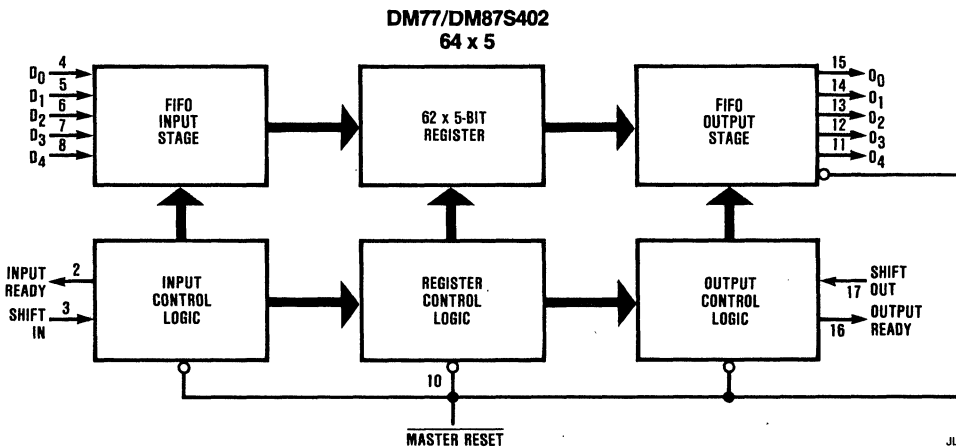 DM77/DM87S402
64 x 5
D0 4
D1 5
D2 6
D3 7
D4 8
FIFO
INPUT
STAGE
62 x 5-BIT
REGISTER
FIFO
OUTPUT
STAGE
15 O0
14 O1
13 O2
12 O3
11 O4
INPUT
READY
2
SHIFT
IN
3
INPUT
CONTROL
LOGIC
REGISTER
CONTROL
LOGIC
OUTPUT
CONTROL
LOGIC
SHIFT
OUT
17
OUTPUT
READY
16
10
MASTER RESET
JL